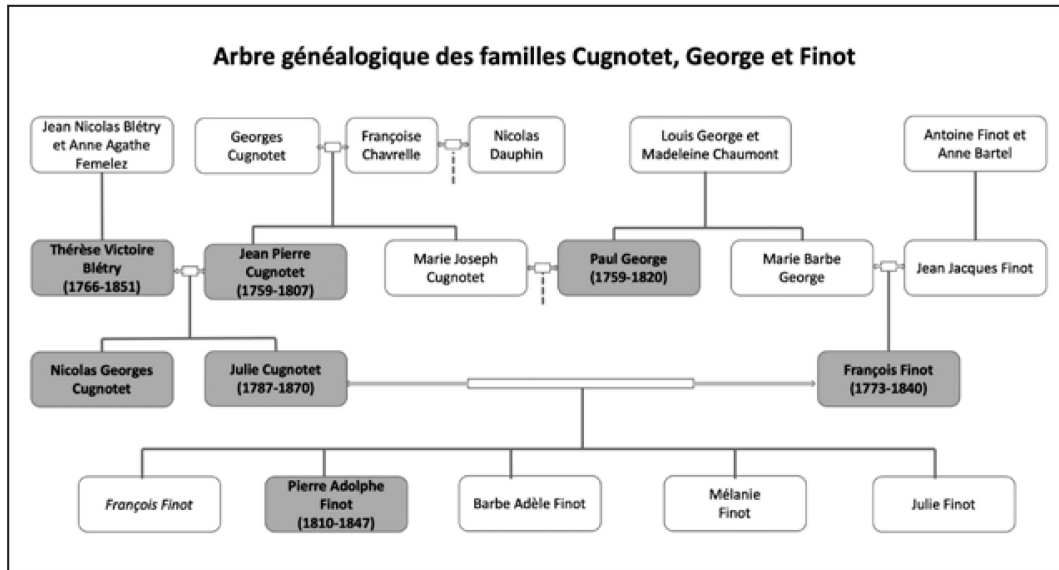 Arbre généalogique des familles Cugnotet, George et Finot
Jean Nicolas Blétry
et Anne Agathe
Femelez
Georges
Cugnotet
Françoise
Chavrelle
Nicolas
Dauphin
Louis George et
Madeleine Chaumont
Antoine Finot et
Anne Bartel
Thérèse Victoire
Blétry
(1766-1851)
Jean Pierre
Cugnotet
(1759-1807)
Marie Joseph
Cugnotet
Paul George
(1759-1820)
Marie Barbe
George
Jean Jacques Finot
Nicolas Georges
Cugnotet
Julie Cugnotet
(1787-1870)
François Finot
(1773-1840)
François Finot
Pierre Adolphe
Finot
(1810-1847)
Barbe Adèle Finot
Mélanie
Finot
Julie Finot